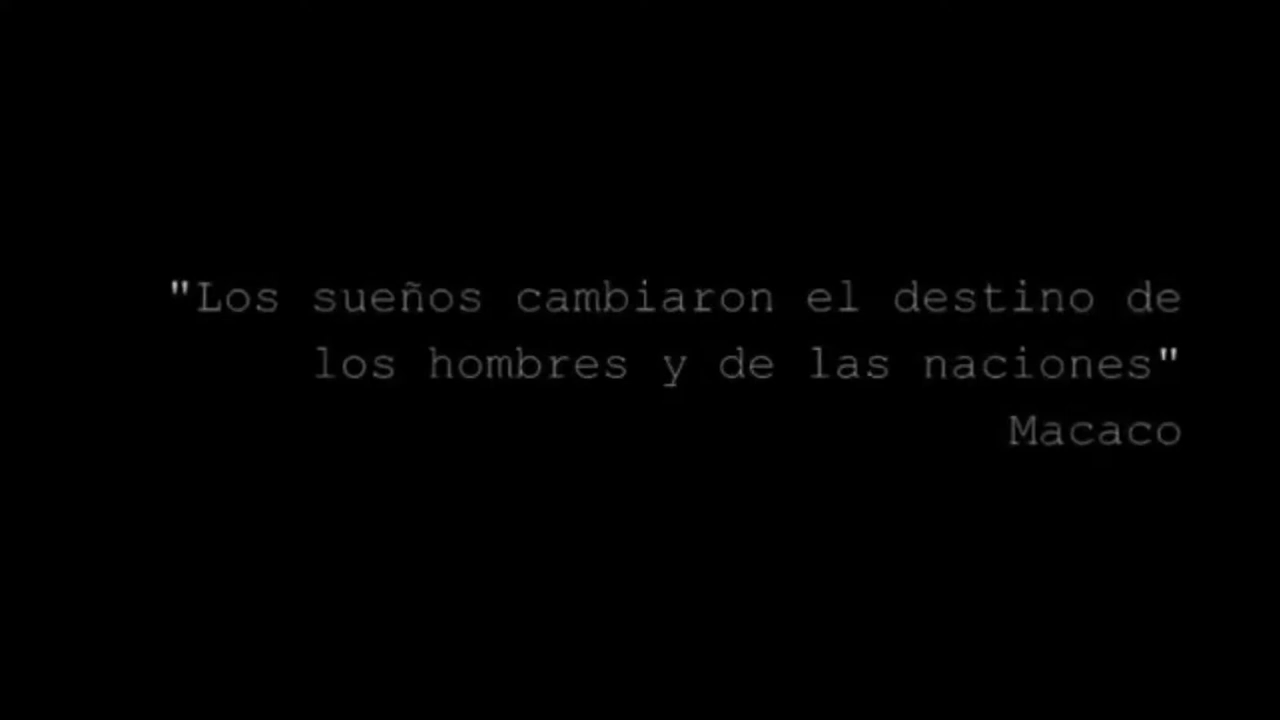 "Los sueños cambiaron el destino de
los hombres y de las naciones"
Macaco